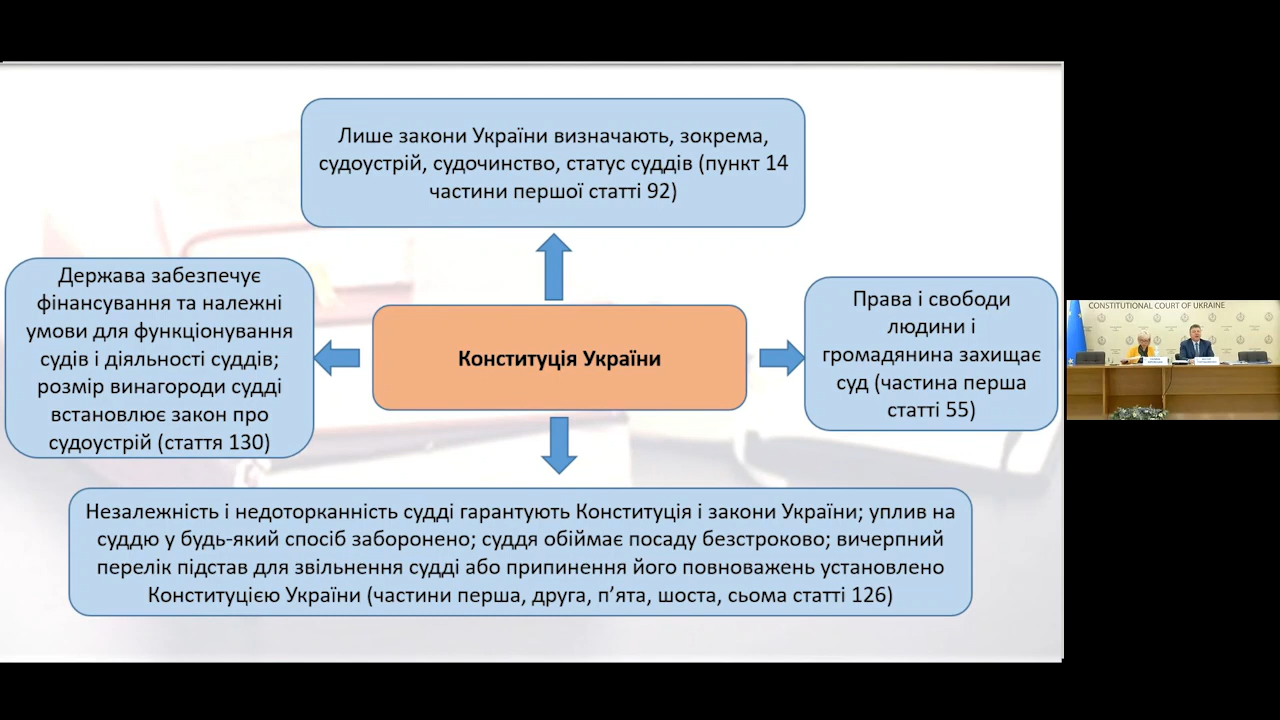 Лише закони України визначають, зокрема,
судоустрій, судочинство, статус суддів (пункт 14
частини першої статті 92)
Держава забезпечує
фінансування та належні
умови для функціонування
судів і діяльності суддів;
розмір винагороди судді
встановлює закон про
судоустрій (стаття 130)
Конституція України
Права і свободи
людини і
громадянина захищає
суд (частина перша
статті 55)
Незалежність і недоторканність судді гарантують Конституція і закони України; уплив на
суддю у будь-який спосіб заборонено; суддя обіймає посаду безстроково; вичерпний
перелік підстав для звільнення судді або припинення його повноважень установлено
Конституцією України (частини перша, друга, п’ята, шоста, сьома статті 126)
CONSTITUTIONAL COURT OF UKRAINE